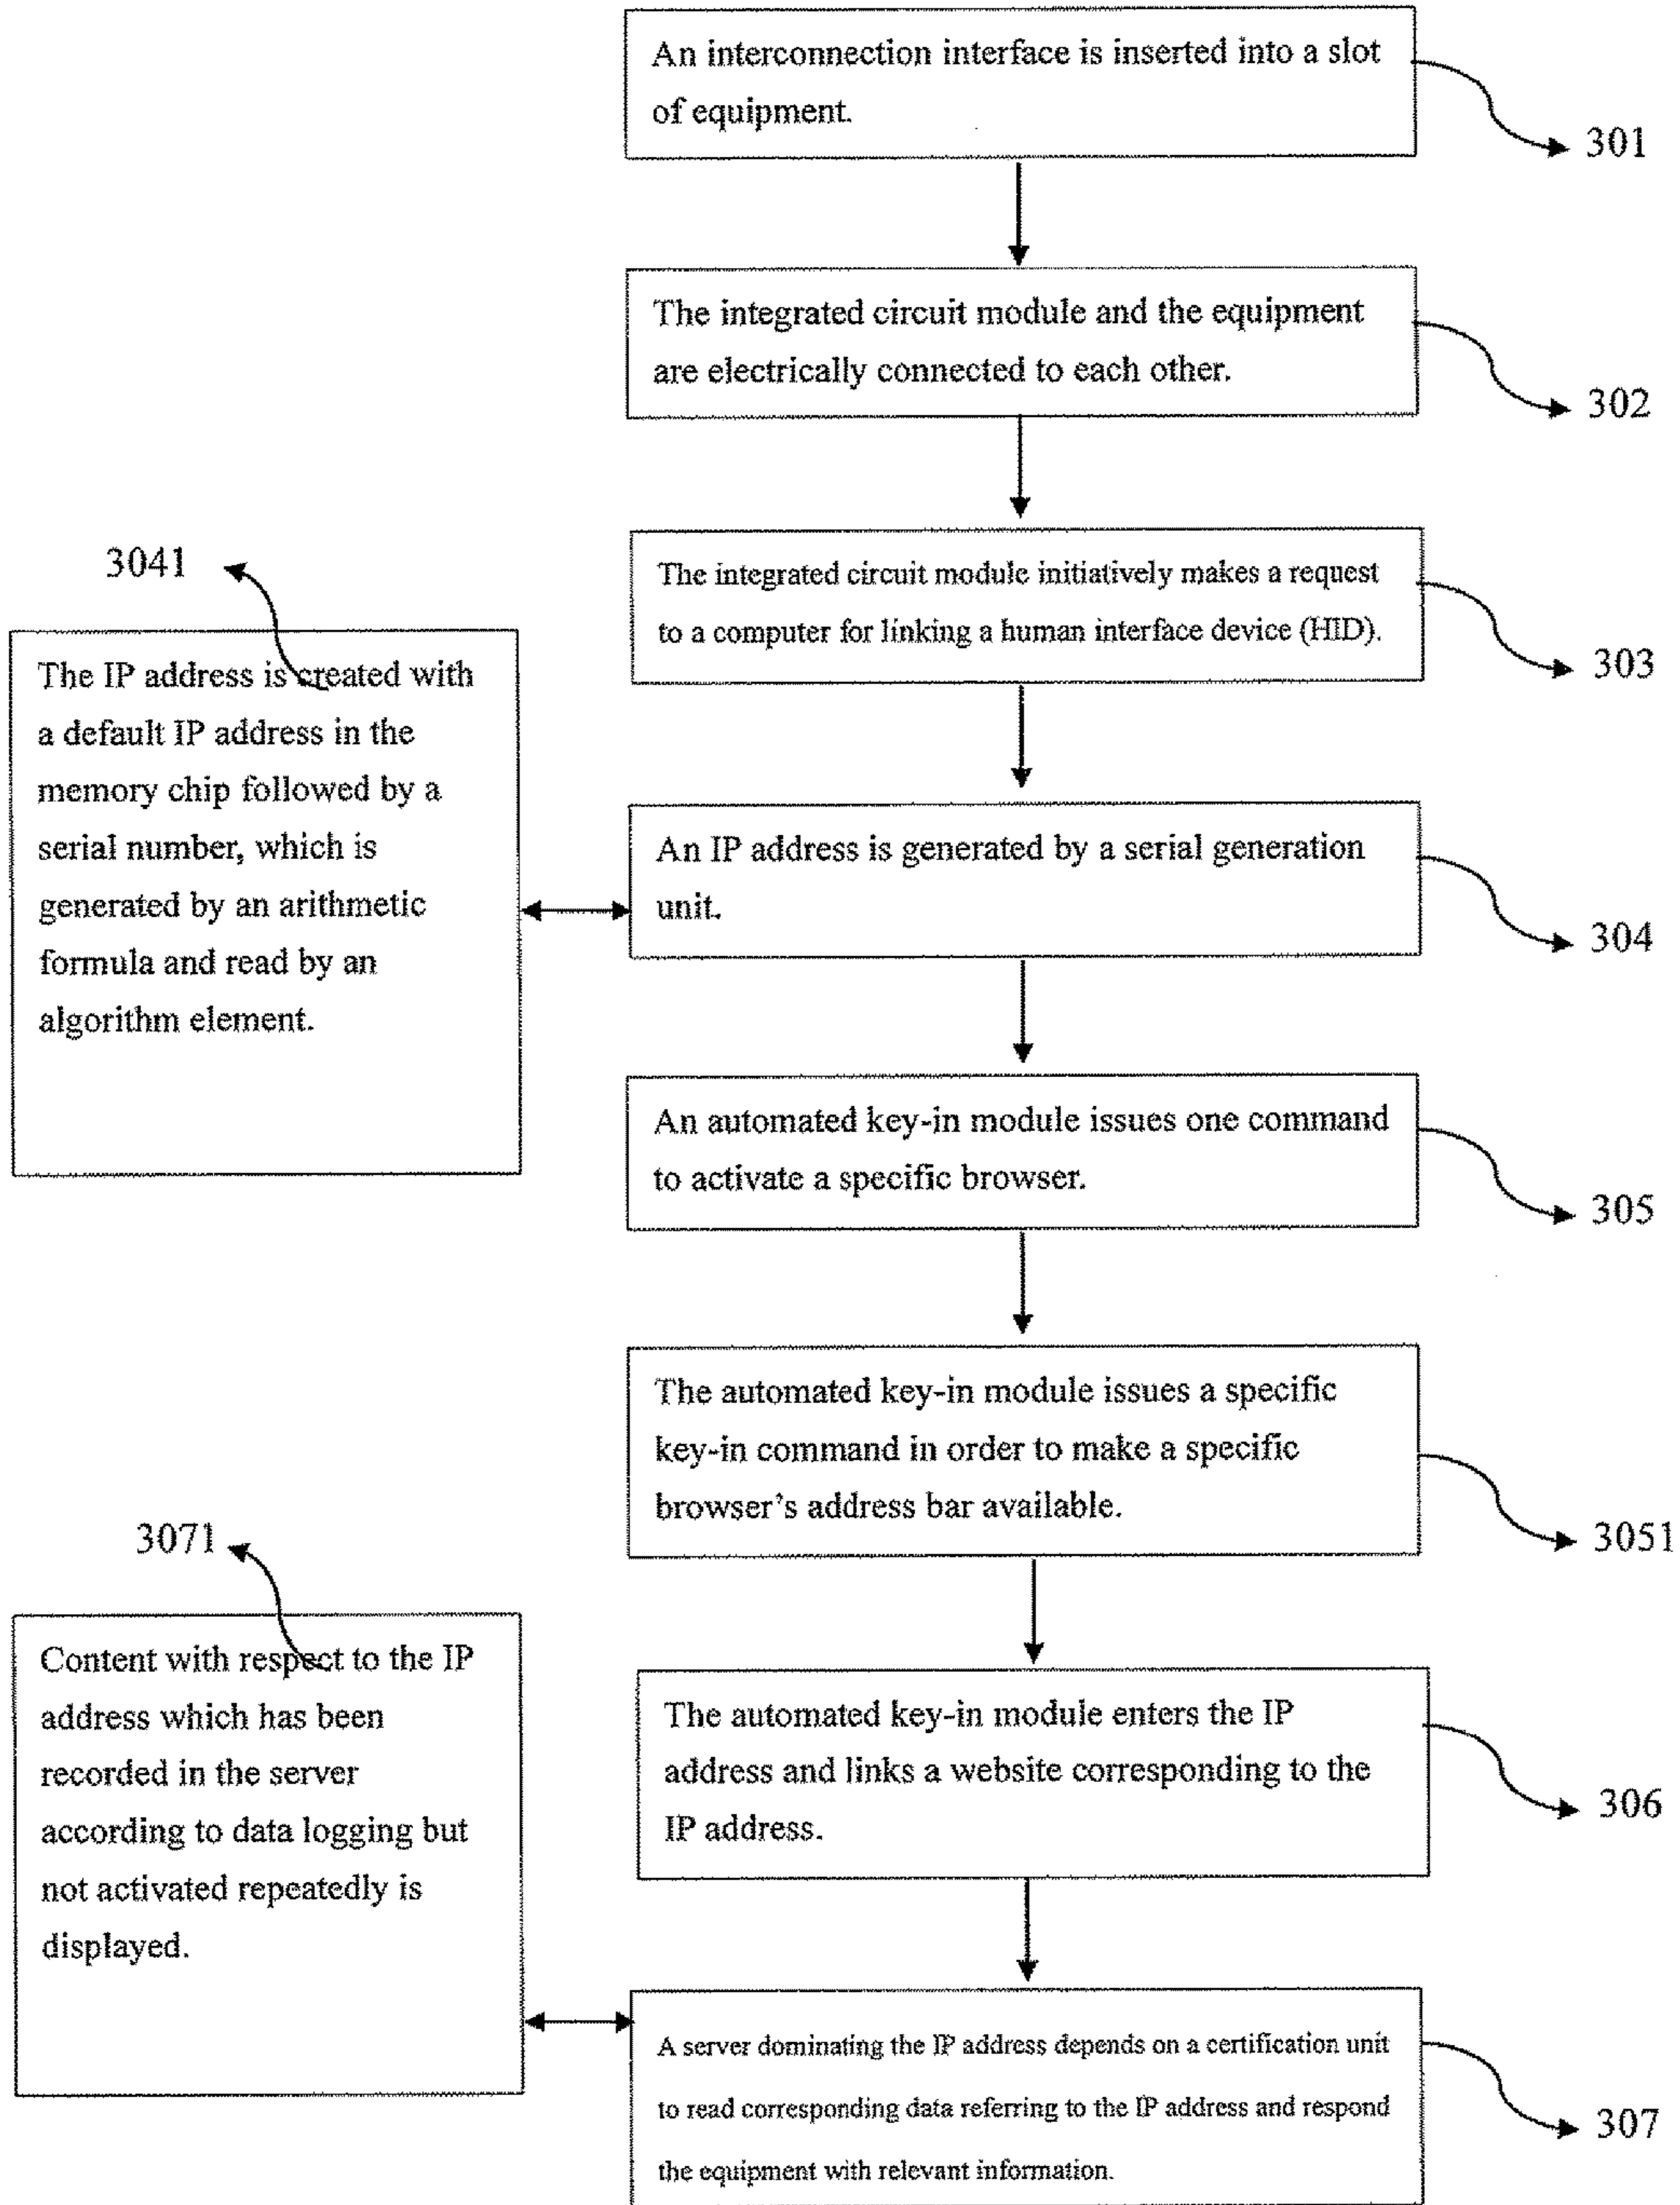 An interconnection interface is inserted into a slot
of equipment.
301
The integrated circuit module and the equipment
are electrically connected to each other.
302
The integrated circuit module initiatively makes a request
to a computer for linking a human interface device (HID).
303
3041
The IP address is created with
a default IP address in the
memory chip followed by a
serial number, which is
generated by an arithmetic
formula and read by an
algorithm element.
An IP address is generated by a serial generation
unit.
304
An automated key-in module issues one command
to activate a specific browser.
305
The automated key-in module issues a specific
key-in command in order to make a specific
browser's address bar available.
3051
The automated key-in module enters the IP
address and links a website corresponding to the
IP address.
306
3071
Content with respect to the IP
address which has been
recorded in the server
according to data logging but
not activated repeatedly is
displayed.
A server dominating the IP address depends on a certification unit
to read corresponding data referring to the IP address and respond
the equipment with relevant information.
307